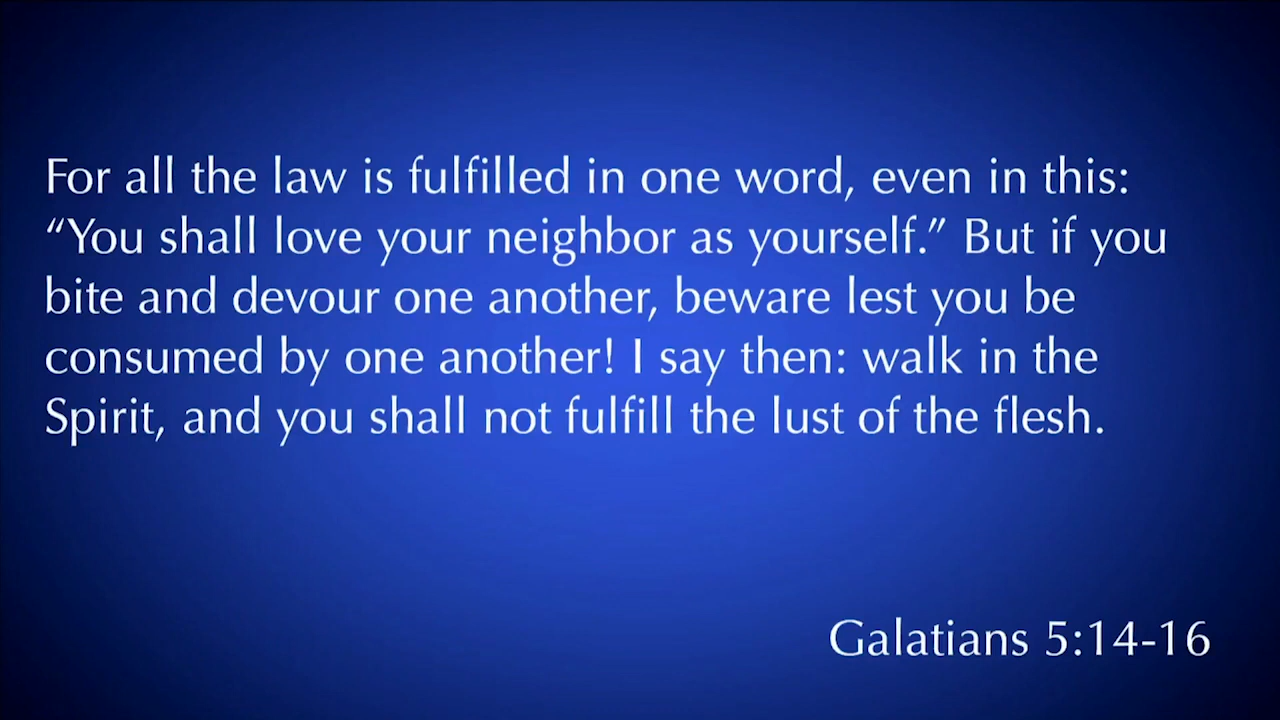 For all the law is fulfilled in one word, even in this:
“You shall love your neighbor as yourself.” But if you
bite and devour one another, beware lest you be
consumed by one another! I say then: walk in the
Spirit, and you shall not fulfill the lust of the flesh.
Galatians 5:14-16